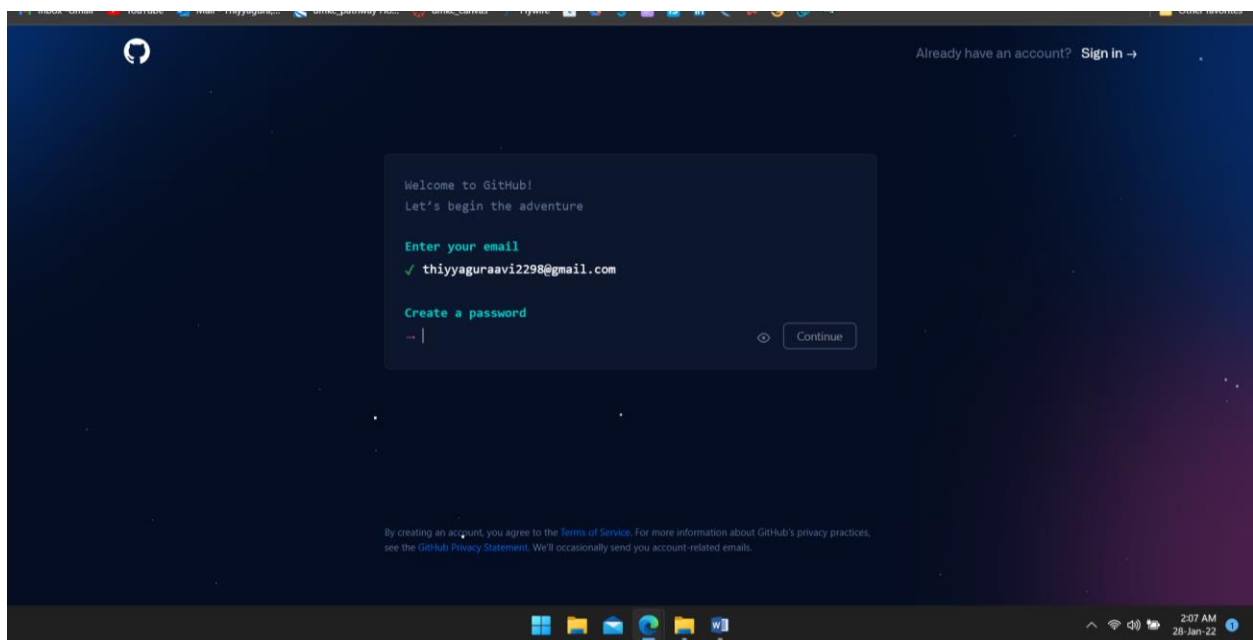 Already have an account? Sign in →
Welcome to GitHub!
Let's begin the adventure
Enter your email
✓ thiyyaguraavi2298@gmail.com
Create a password
→
Continue
By creating an account, you agree to the Terms of Service. For more information about GitHub's privacy practices,
see the GitHub Privacy Statement. We'll occasionally send you account-related emails.
2:07 AM
28-Jan-22
1